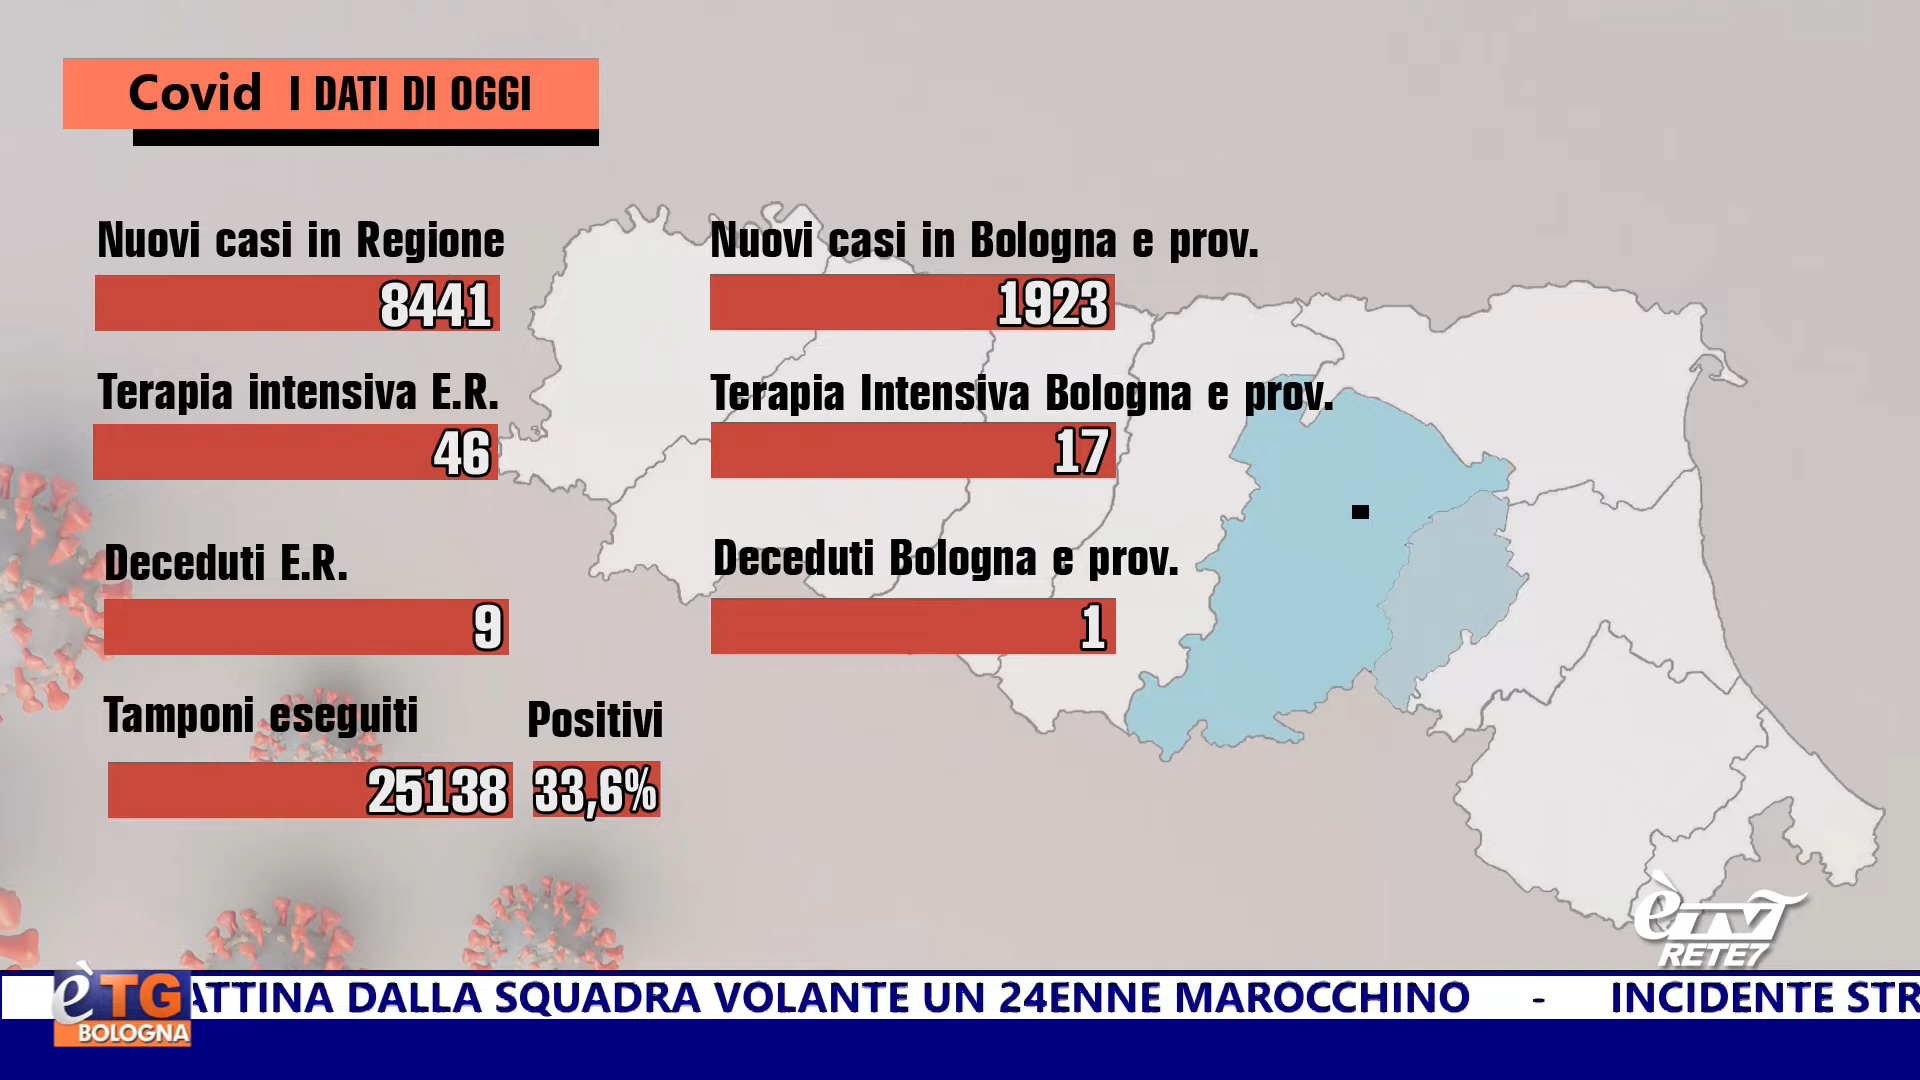 Covid I DATI DI OGGI
Nuovi casi in Regione
8441
Nuovi casi in Bologna e prov.
1923
Terapia intensiva E.R.
46
Terapia Intensiva Bologna e prov.
17
Deceduti E.R.
9
Deceduti Bologna e prov.
1
Tamponi eseguiti
25138
Positivi
33,6%
RETE7
è TG
BOLOGNA
ATTINA DALLA SQUADRA VOLANTE UN 24ENNE MAROCCHINO - INCIDENTE STR